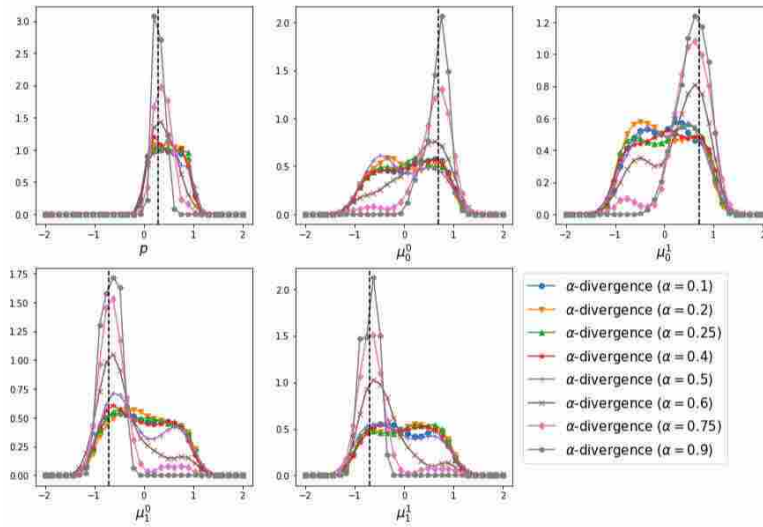 3.0
2.5
2.0
1.5
1.0
0.5
0.0
-2 -1 0 1 2
p
2.0
1.5
1.0
0.5
0.0
-2 -1 0 1 2
μ₀⁰
1.2
1.0
0.8
0.6
0.4
0.2
0.0
-2 -1 0 1 2
μ₀¹
1.75
1.50
1.25
1.00
0.75
0.50
0.25
0.00
-2 -1 0 1 2
μ₁⁰
2.0
1.5
1.0
0.5
0.0
-2 -1 0 1 2
μ₁¹
α-divergence (α = 0.1)
α-divergence (α = 0.2)
α-divergence (α = 0.25)
α-divergence (α = 0.4)
α-divergence (α = 0.5)
α-divergence (α = 0.6)
α-divergence (α = 0.75)
α-divergence (α = 0.9)